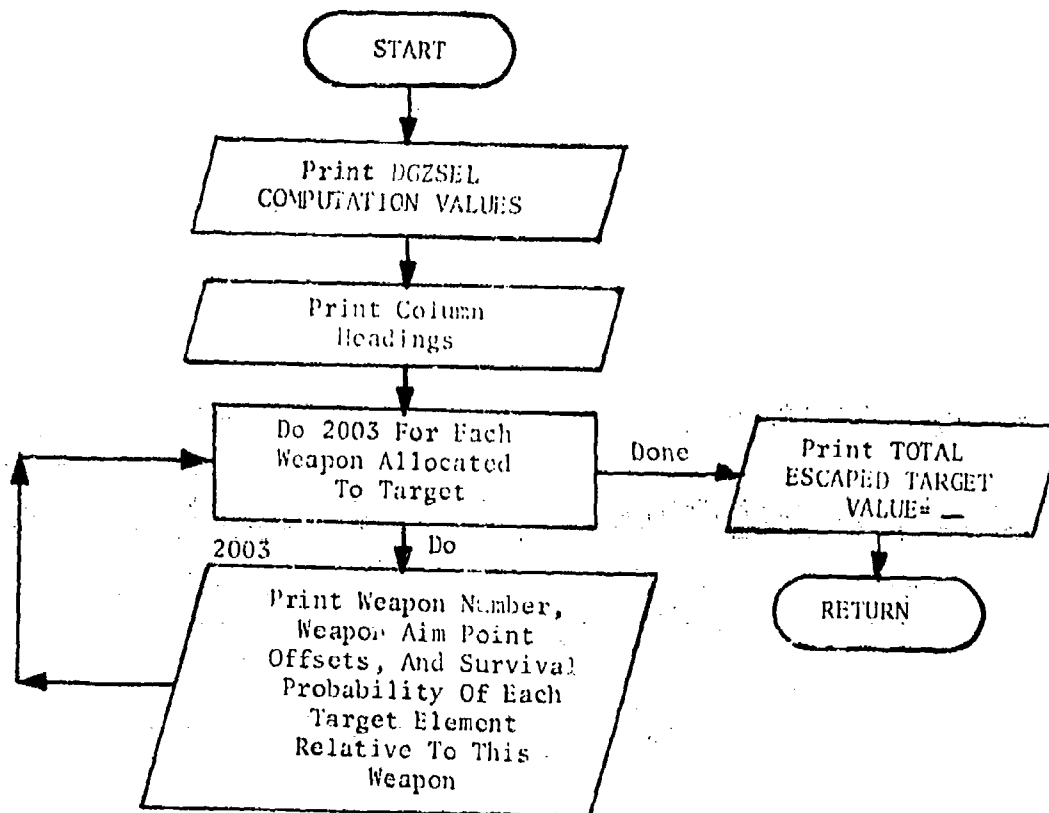 START
Print DGZSEL
COMPUTATION VALUES
Print Column
Headings
Do 2003 For Each
Weapon Allocated
To Target
Done
Print TOTAL
ESCAPED TARGET
VALUE= __
Do
2003
RETURN
Print Weapon Number,
Weapon Aim Point
Offsets, And Survival
Probability Of Each
Target Element
Relative To This
Weapon